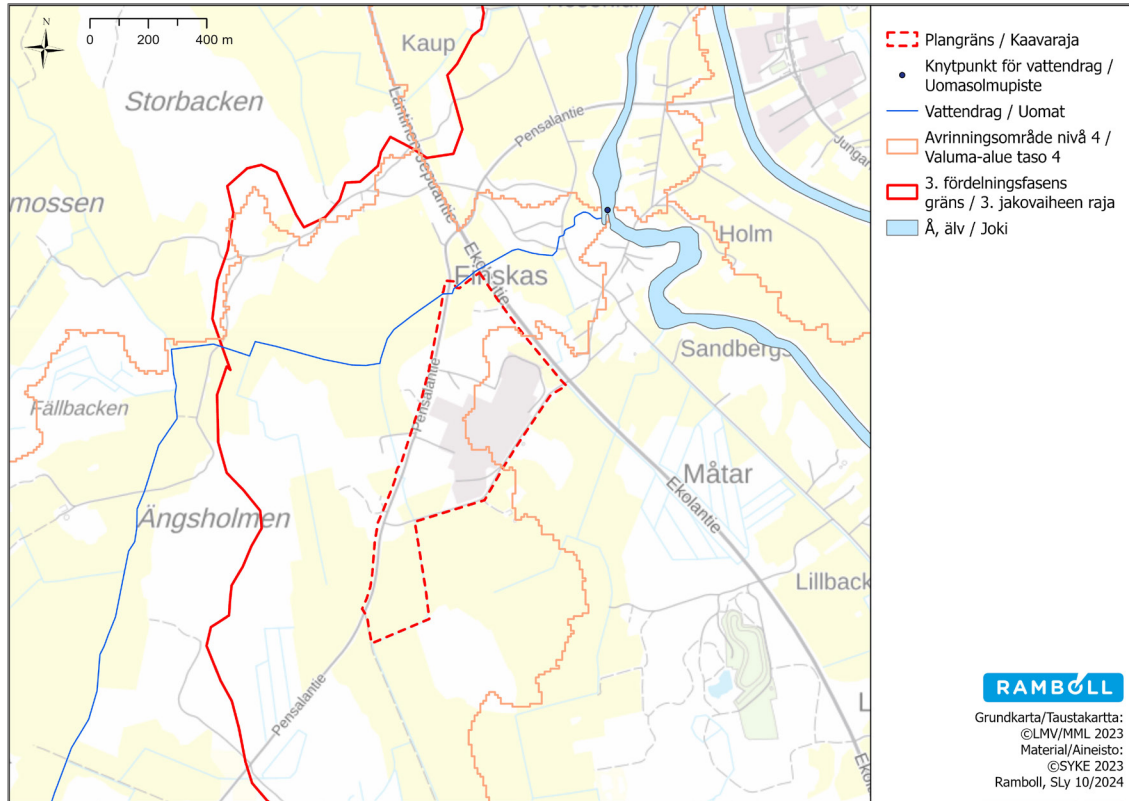 N
0 200 400 m
Kaup
Storbacken
Läntinen Jepuantie
Pensalantie
Jungar
mossen
Holm
Ekolantie
Finskas
Sandbergs
Fällbacken
Pensalantie
Måtar
Ekolantie
Ängsholmen
Lillback
Pensalantie
L
Plangräns / Kaavaraja
Knytpunkt för vattendrag /
Uomasolmupiste
Vattendrag / Uomat
Avrinningsområde nivå 4 /
Valuma-alue taso 4
3. fördelningsfasens
gräns / 3. jakovaiheen raja
Å, älv / Joki
RAMBOLL
Grundkarta/Taustakartta:
©LMV/MML 2023
Material/Aineisto:
©SYKE 2023
Ramboll, SLy 10/2024